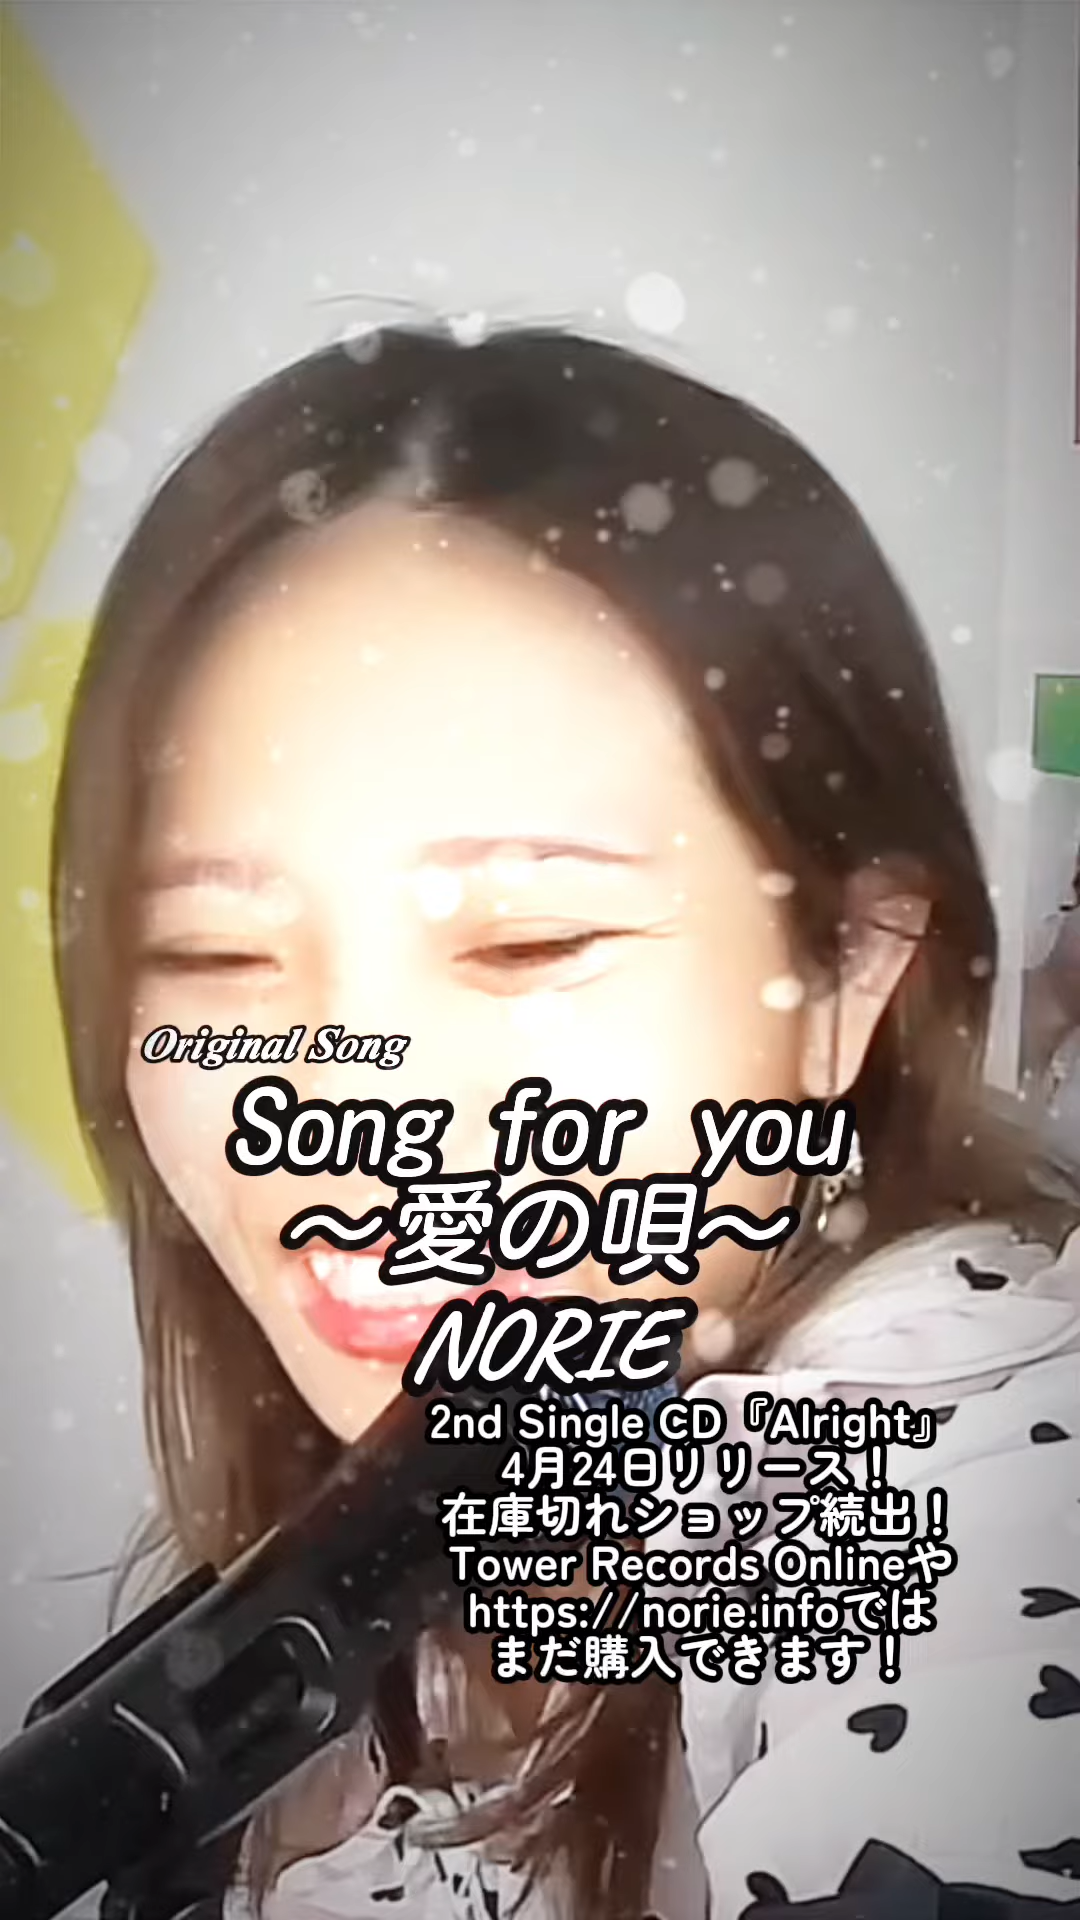 Original Song
Song for you
～愛の唄～
NORIE
2nd Single CD『Alright』
4月24日リリース！
在庫切れショップ続出！
Tower Records Onlineや
https://norie.infoでは
まだ購入できます！